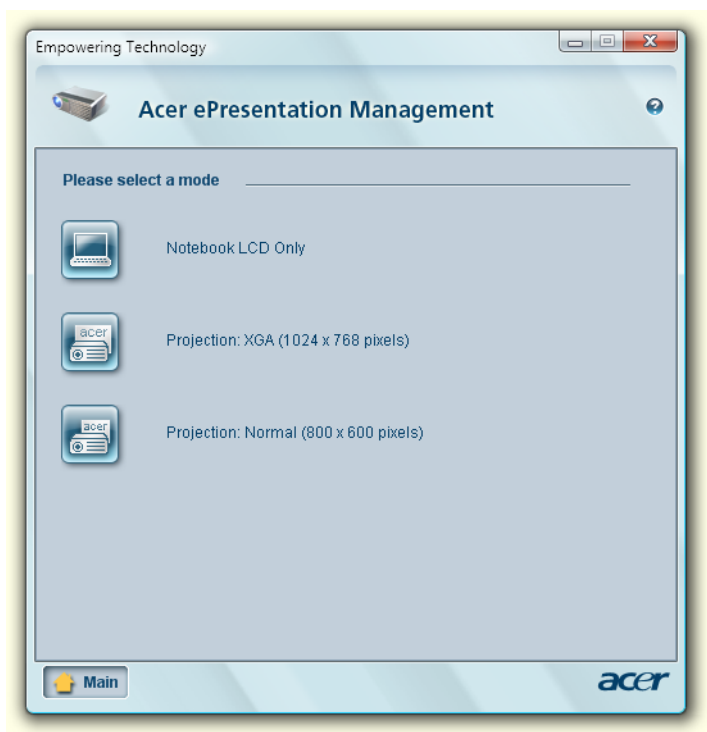 Empowering Technology
Acer ePresentation Management
Please select a mode
Notebook LCD Only
acer
Projection: XGA (1024 x 768 pixels)
acer
Projection: Normal (800 x 600 pixels)
Main
acer